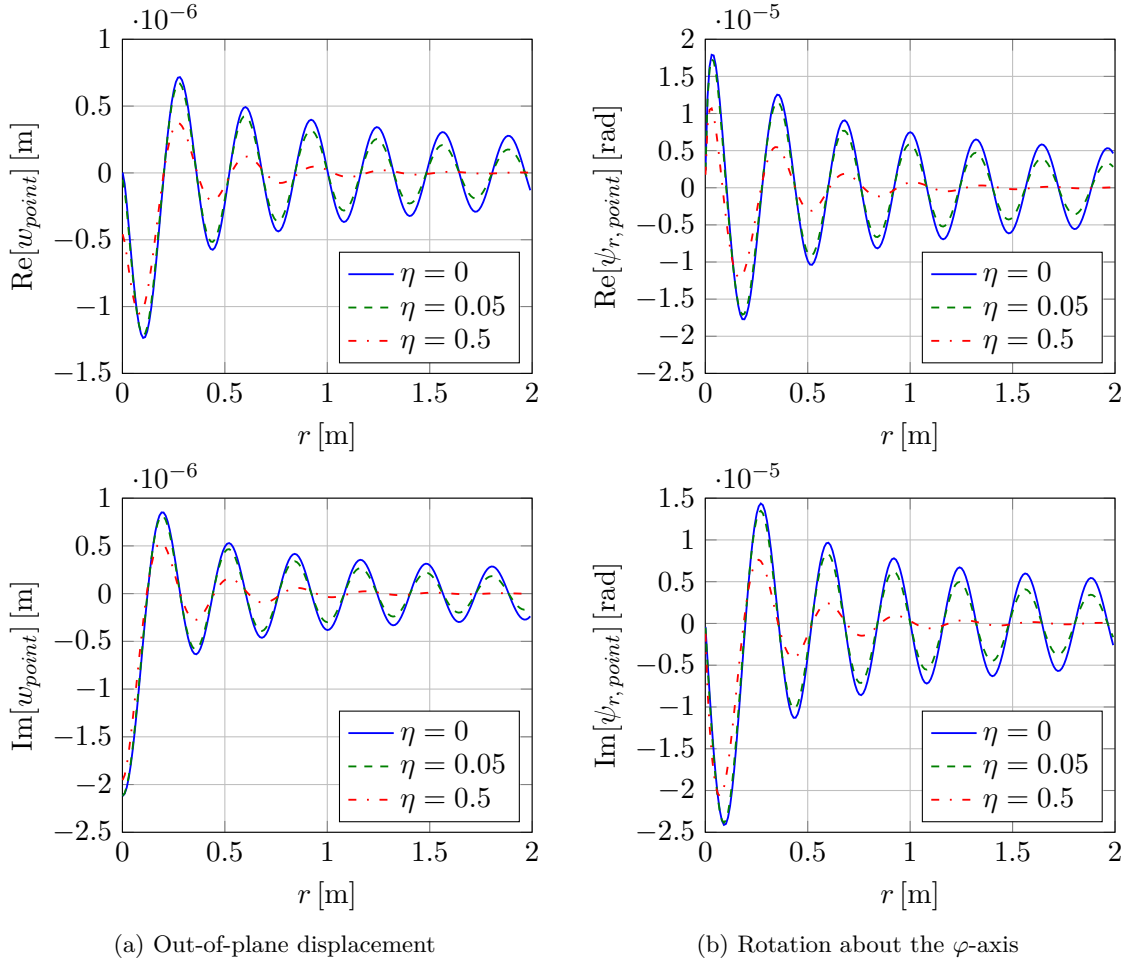 ·10⁻⁶
1
0.5
0
−0.5
−1
−1.5
0 0.5 1 1.5 2
Re[w_point] [m]
r [m]
η = 0
η = 0.05
η = 0.5
·10⁻⁵
2
1.5
1
0.5
0
−0.5
−1
−1.5
−2
−2.5
0 0.5 1 1.5 2
Re[ψ_r,point] [rad]
r [m]
η = 0
η = 0.05
η = 0.5
·10⁻⁶
1
0.5
0
−0.5
−1
−1.5
−2
−2.5
0 0.5 1 1.5 2
Im[w_point] [m]
r [m]
η = 0
η = 0.05
η = 0.5
·10⁻⁵
1.5
1
0.5
0
−0.5
−1
−1.5
−2
−2.5
0 0.5 1 1.5 2
Im[ψ_r,point] [rad]
r [m]
η = 0
η = 0.05
η = 0.5
(a) Out-of-plane displacement
(b) Rotation about the φ-axis